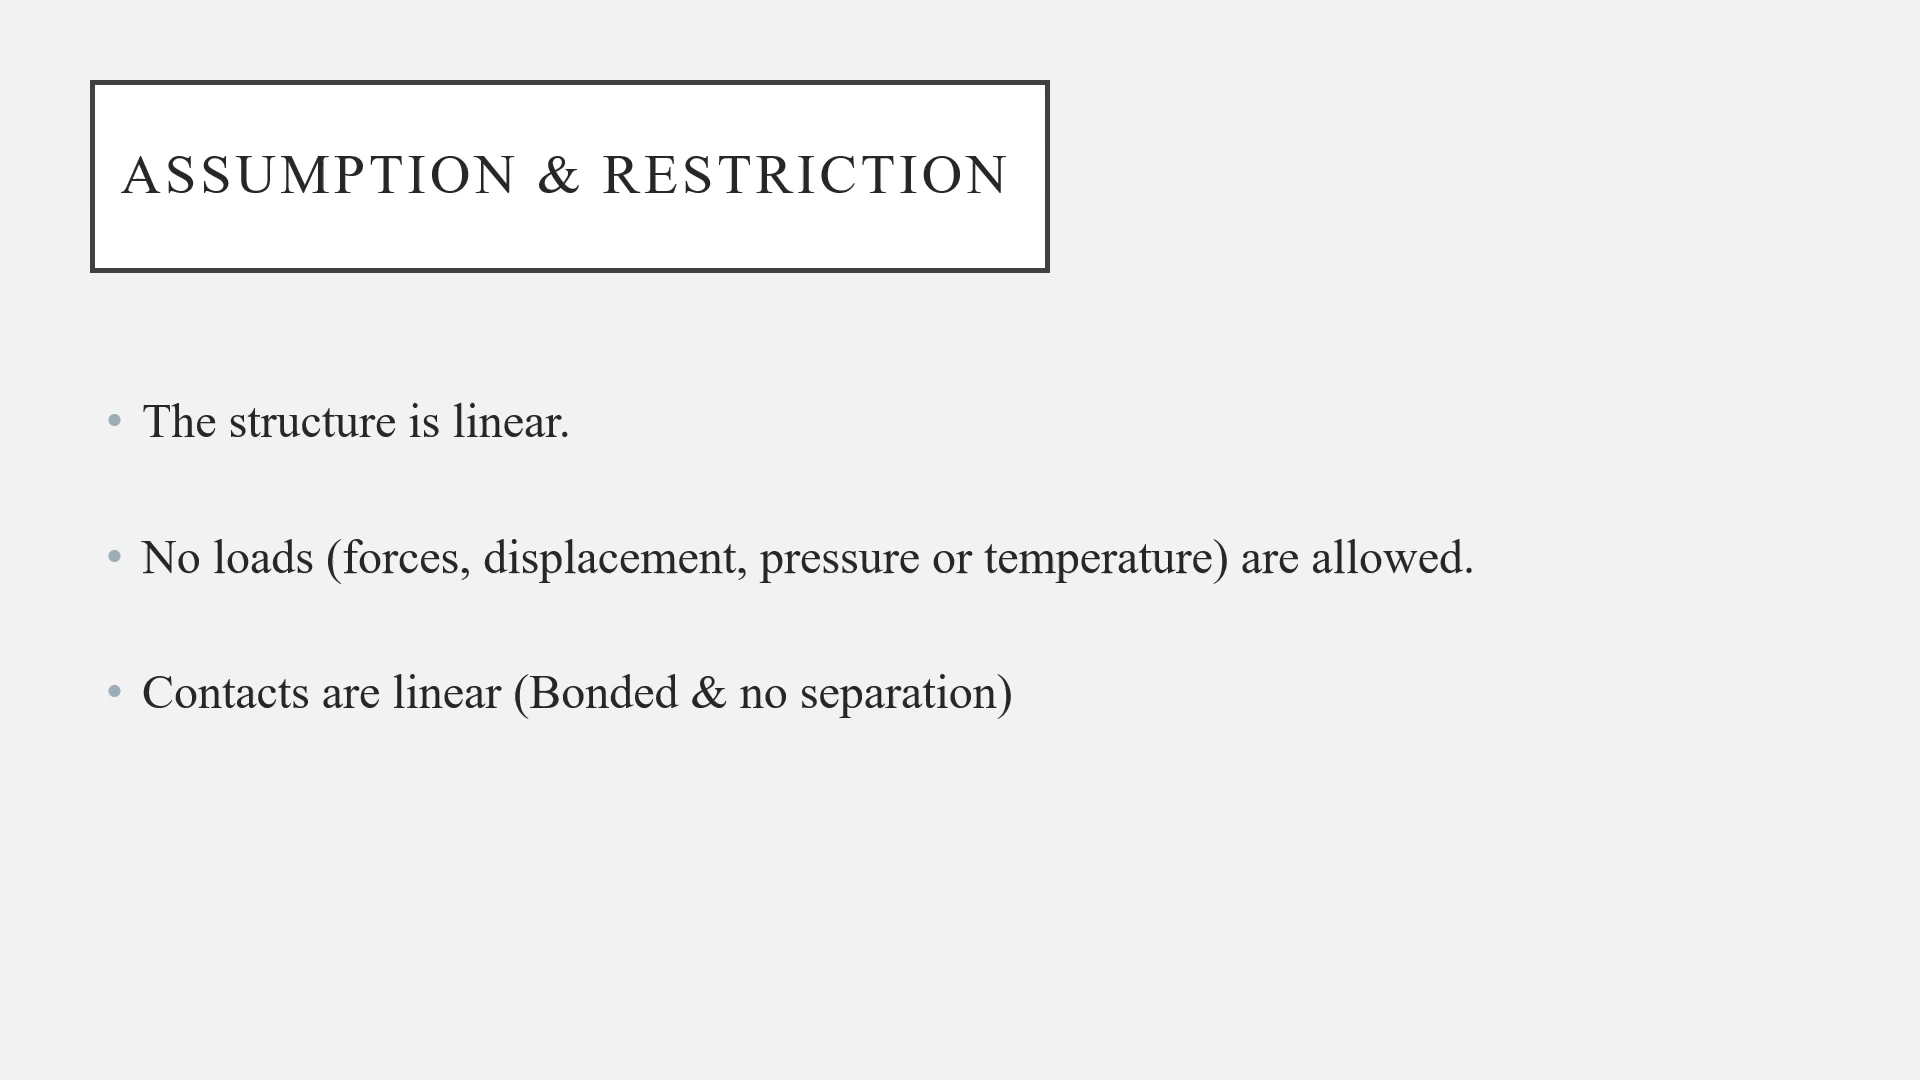 ASSUMPTION & RESTRICTION
• The structure is linear.
• No loads (forces, displacement, pressure or temperature) are allowed.
• Contacts are linear (Bonded & no separation)